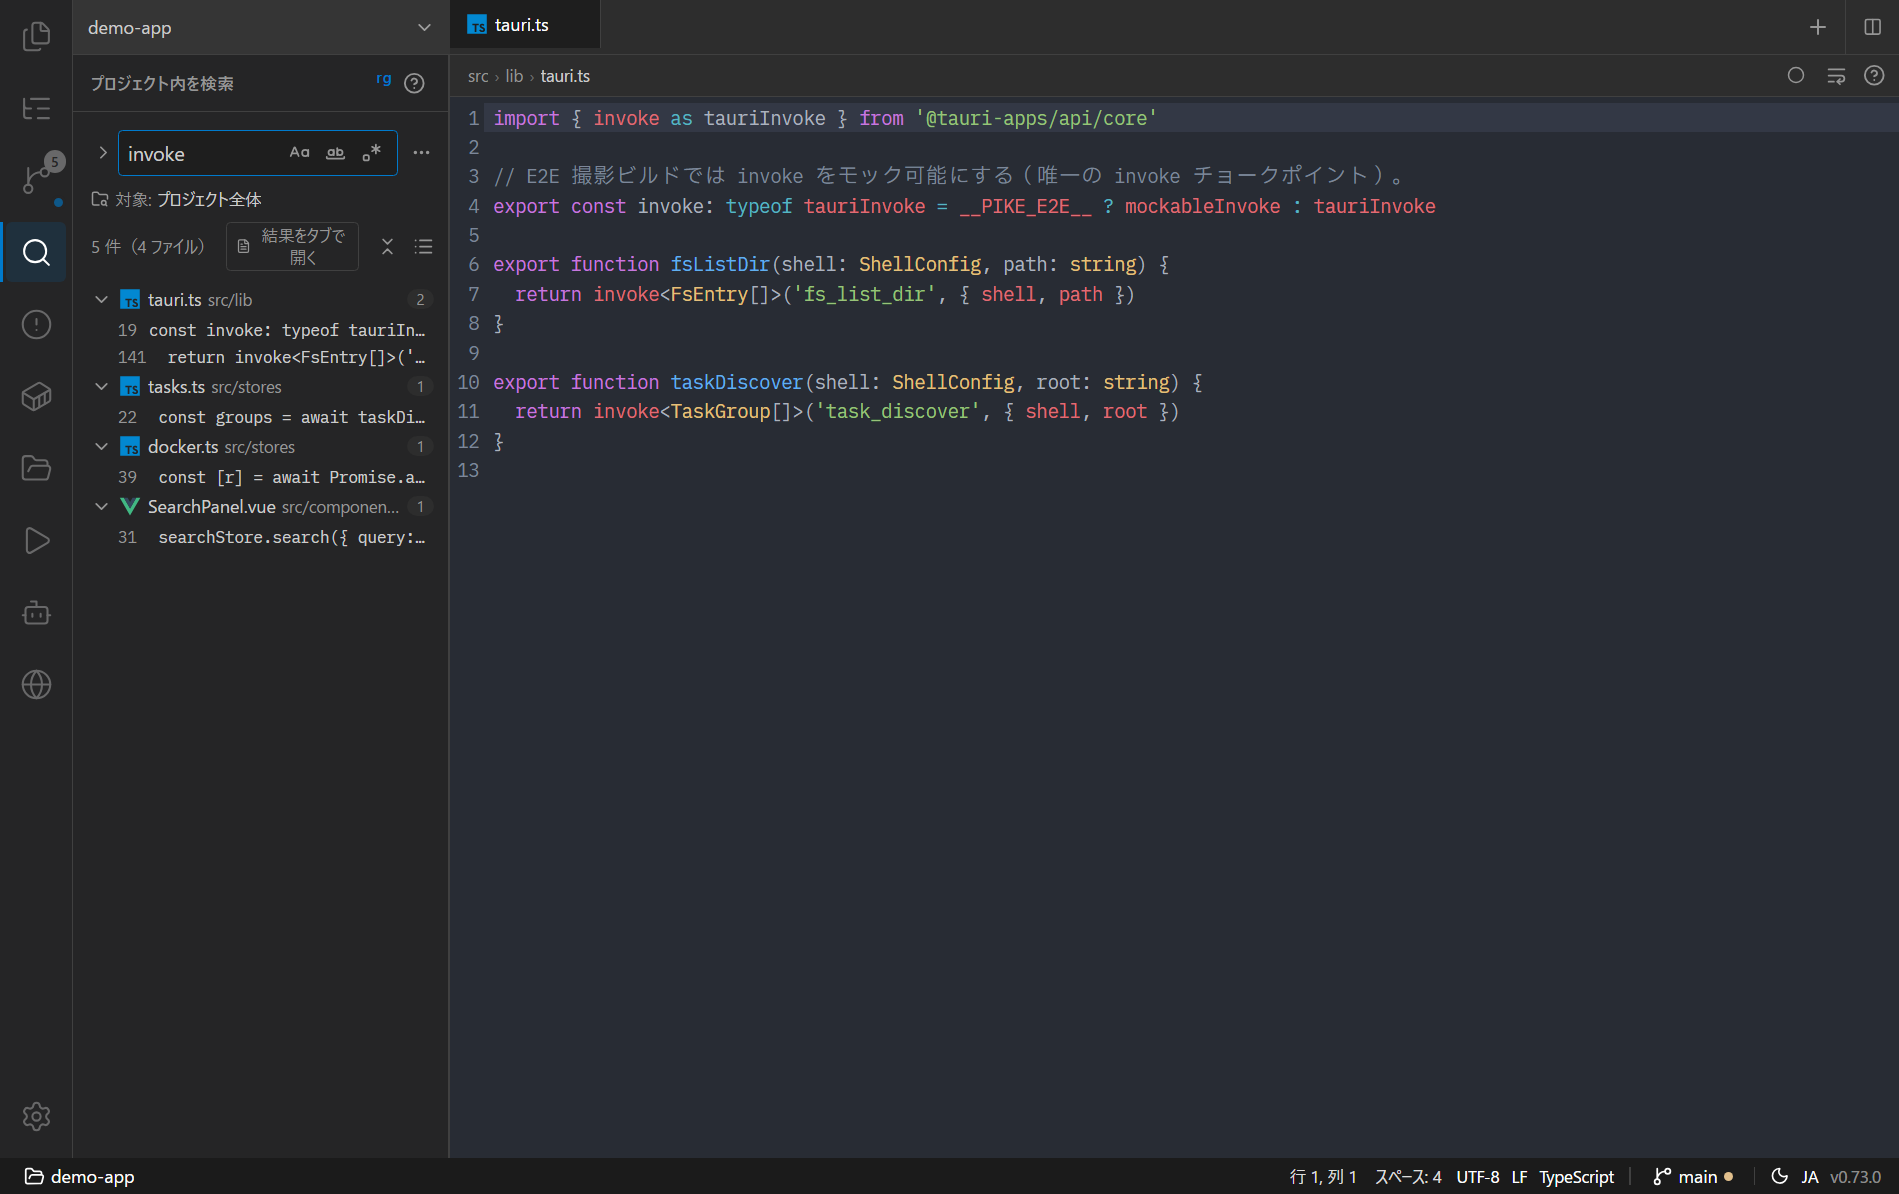 demo-app
tauri.ts
プロジェクト内を検索
rg
src › lib › tauri.ts
invoke
Aa
ab
対象: プロジェクト全体
5
5 件 (4 ファイル)
結果をタブで
開く
tauri.ts src/lib 2
19 const invoke: typeof tauriIn…
141 return invoke<FsEntry[]>('…
tasks.ts src/stores 1
22 const groups = await taskDi…
docker.ts src/stores 1
39 const [r] = await Promise.a…
SearchPanel.vue src/componen… 1
31 searchStore.search({ query:…
1 import { invoke as tauriInvoke } from '@tauri-apps/api/core'
2
3 // E2E 撮影ビルドでは invoke をモック可能にする（唯一の invoke チョークポイント）。
4 export const invoke: typeof tauriInvoke = __PIKE_E2E__ ? mockableInvoke : tauriInvoke
5
6 export function fsListDir(shell: ShellConfig, path: string) {
7   return invoke<FsEntry[]>('fs_list_dir', { shell, path })
8 }
9
10 export function taskDiscover(shell: ShellConfig, root: string) {
11   return invoke<TaskGroup[]>('task_discover', { shell, root })
12 }
13
demo-app
行 1, 列 1 スペース: 4 UTF-8 LF TypeScript main JA v0.73.0